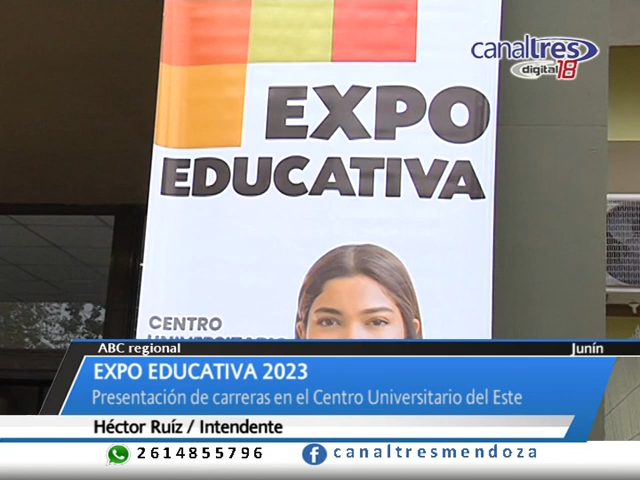 canaltres
digital 18
EXPO
EDUCATIVA
CENTRO
UNIVERSITARIO
ABC regional
Junín
EXPO EDUCATIVA 2023
Presentación de carreras en el Centro Universitario del Este
Héctor Ruíz / Intendente
2614855796
canaltresmendoza